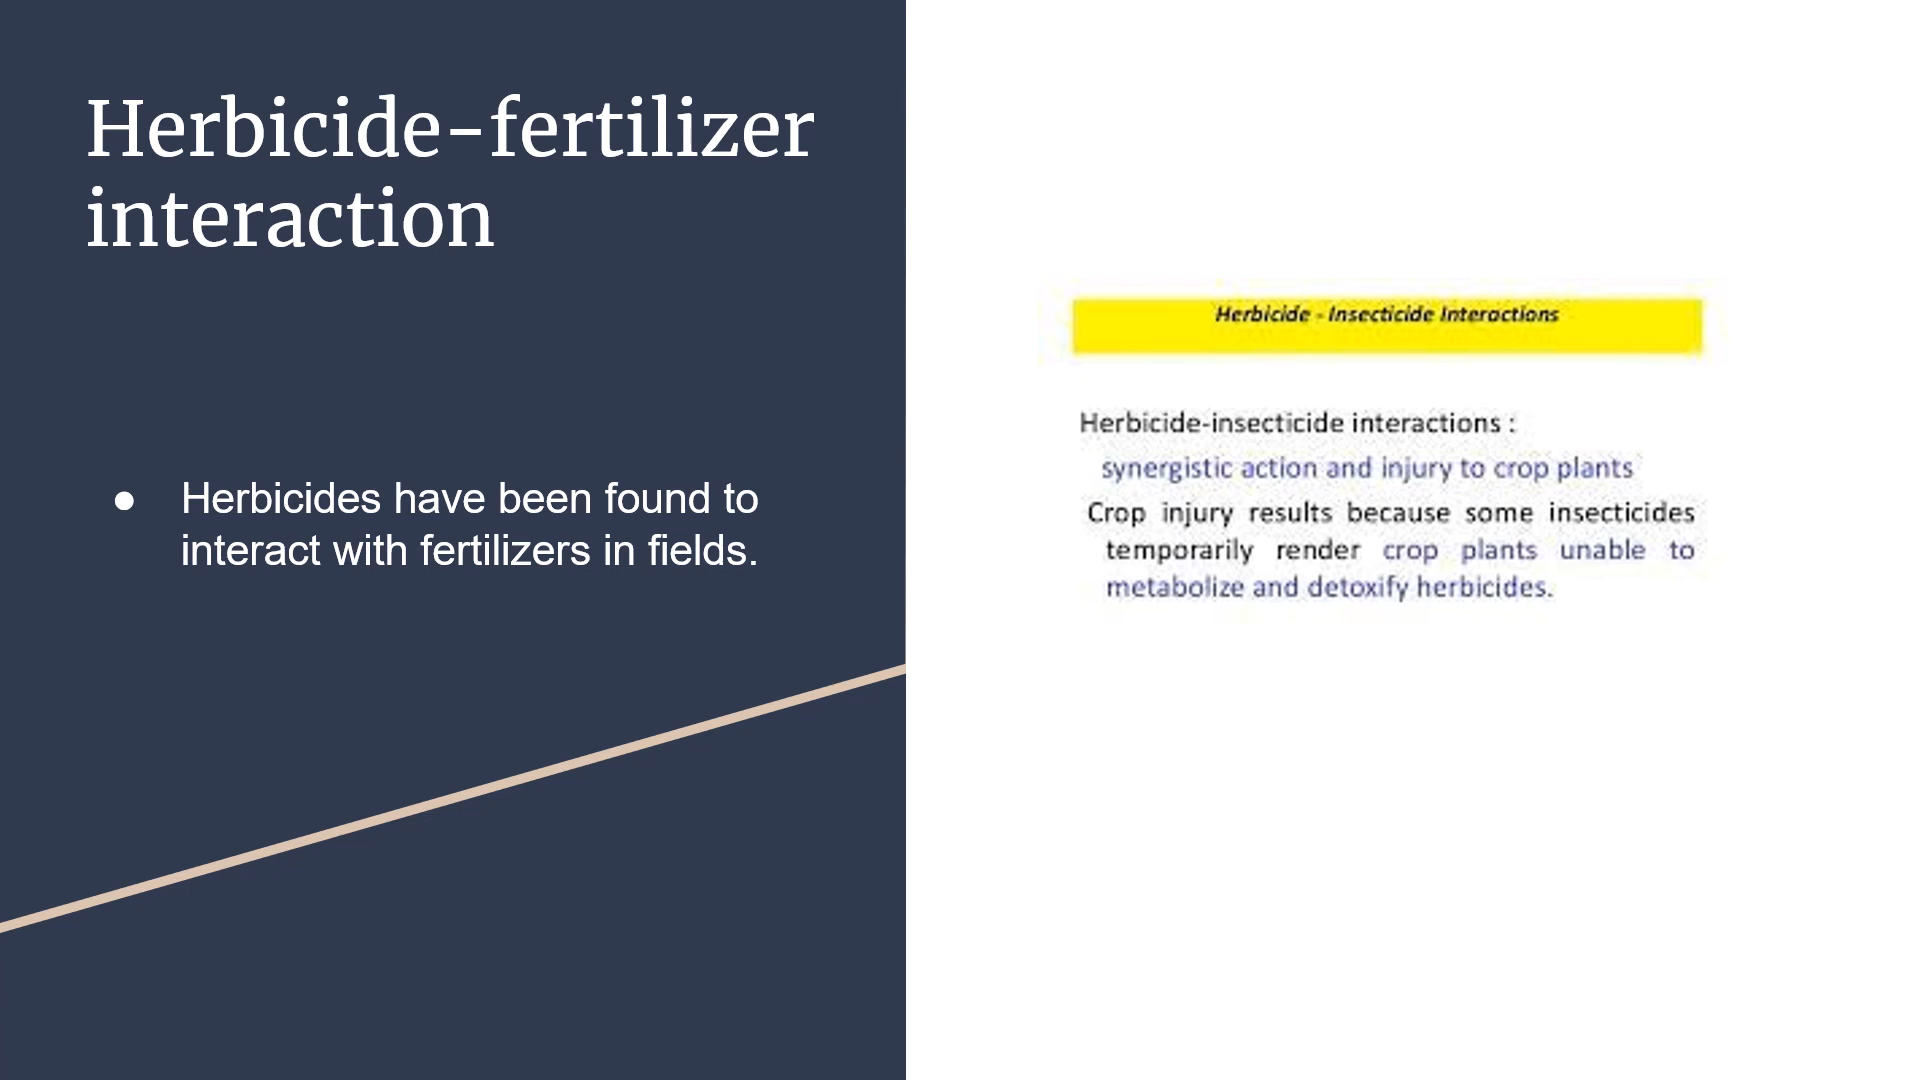 Herbicide-fertilizer
interaction
● Herbicides have been found to
interact with fertilizers in fields.
Herbicide - Insecticide Interactions
Herbicide-insecticide interactions :
synergistic action and injury to crop plants
Crop injury results because some insecticides
temporarily render crop plants unable to
metabolize and detoxify herbicides.